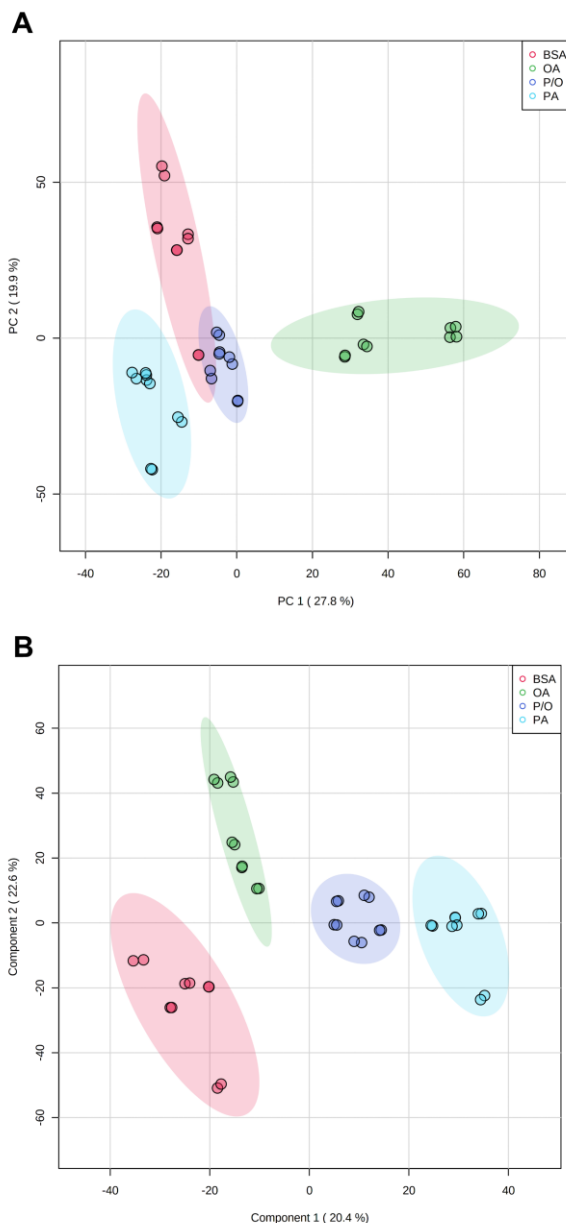 A
BSA
OA
P/O
PA
50
0
-50
-40 -20 0 20 40 60 80
PC 2 ( 19.9 %)
PC 1 ( 27.8 %)
B
BSA
OA
P/O
PA
60
40
20
0
-20
-40
-60
-40 -20 0 20 40
Component 2 ( 22.6 %)
Component 1 ( 20.4 %)